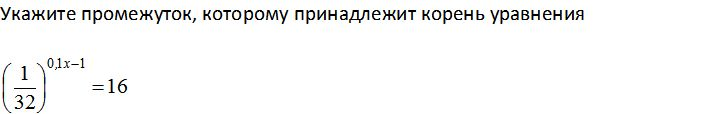 Укажите промежуток, которому принадлежит корень уравнения
(1/32)^0,1x−1 = 16